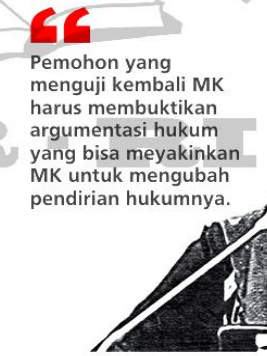 Pemohon yang
menguji kembali MK
harus membuktikan
argumentasi hukum
yang bisa meyakinkan
MK untuk mengubah
pendirian hukumnya.